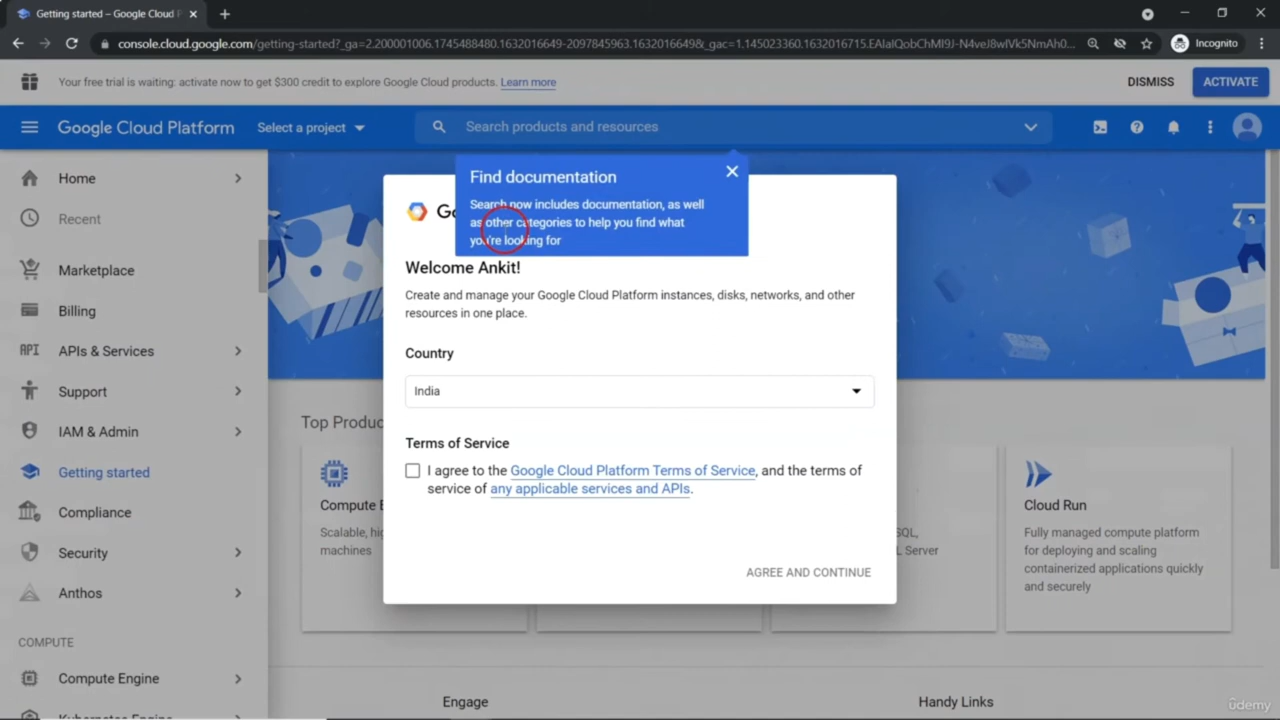 Getting started – Google Cloud P
console.cloud.google.com/getting-started?_ga=2.200001006.1745488480.1632016649-2097845963.1632016649&_gac=1.145023360.1632016715.EAIaIQobChMI9J-N4veJ8wIVk5NmAh0...
Incognito
Your free trial is waiting: activate now to get $300 credit to explore Google Cloud products. Learn more
DISMISS
ACTIVATE
Google Cloud Platform
Select a project
Search products and resources
Home
Recent
Marketplace
Billing
API APIs & Services
Support
IAM & Admin
Getting started
Compliance
Security
Anthos
COMPUTE
Compute Engine
Find documentation
Search now includes documentation, as well
as other categories to help you find what
you're looking for
Go
Welcome Ankit!
Create and manage your Google Cloud Platform instances, disks, networks, and other
resources in one place.
Country
India
Terms of Service
I agree to the Google Cloud Platform Terms of Service, and the terms of
service of any applicable services and APIs.
AGREE AND CONTINUE
Top Produc
Compute E
Scalable, hig
machines
SQL,
L Server
Cloud Run
Fully managed compute platform
for deploying and scaling
containerized applications quickly
and securely
Engage
Handy Links
ûdemy